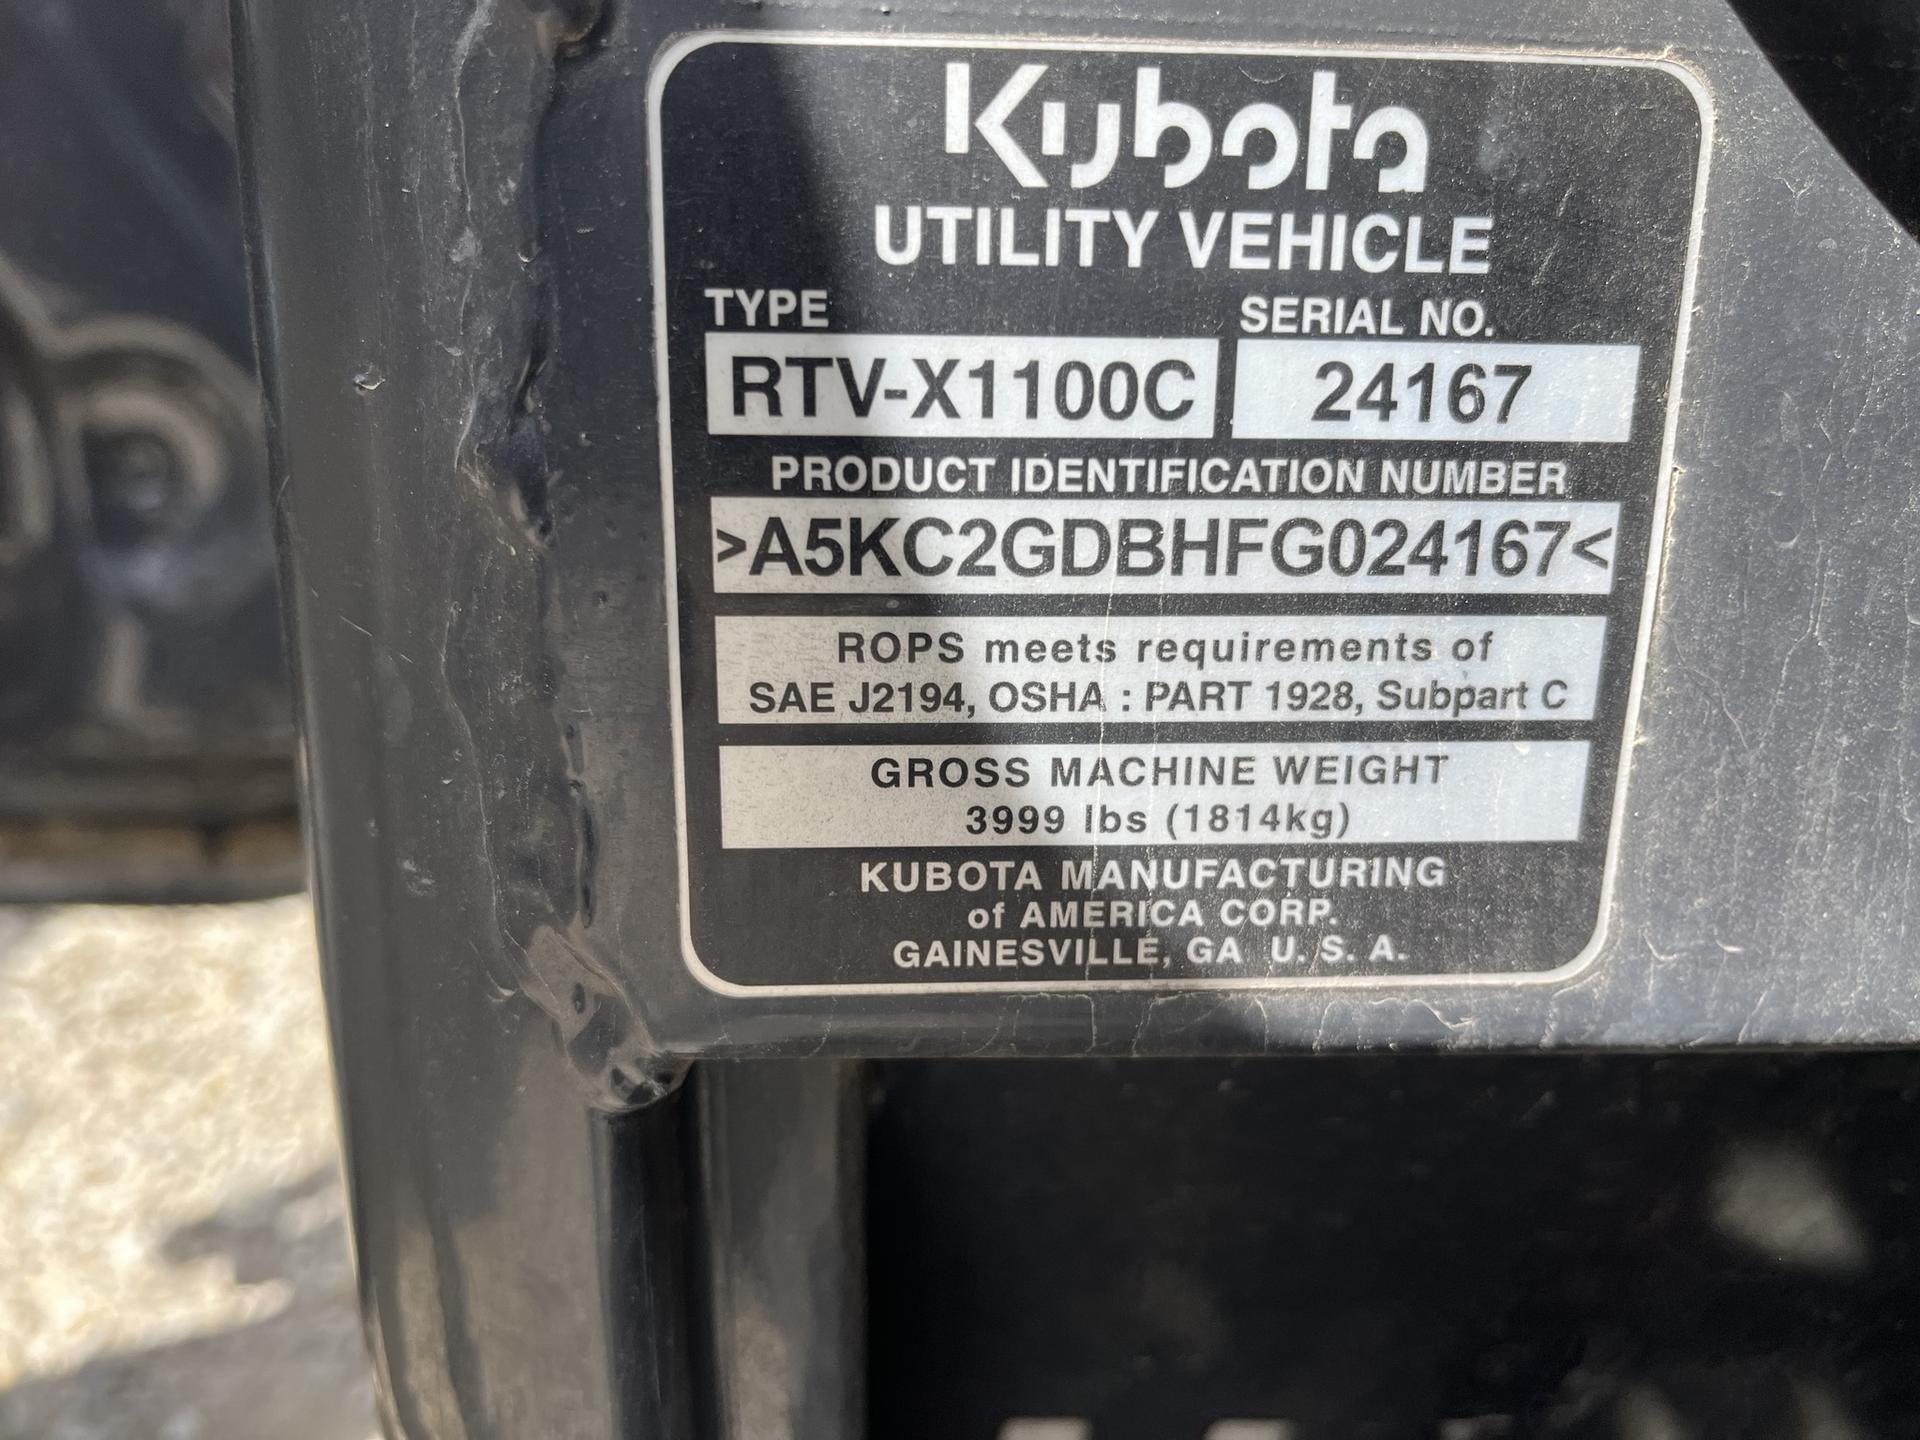 Kubota
UTILITY VEHICLE
TYPE SERIAL NO.
RTV-X1100C 24167
PRODUCT IDENTIFICATION NUMBER
>A5KC2GDBHFG024167<
ROPS meets requirements of
SAE J2194, OSHA : PART 1928, Subpart C
GROSS MACHINE WEIGHT
3999 lbs (1814kg)
KUBOTA MANUFACTURING
of AMERICA CORP.
GAINESVILLE, GA U. S. A.